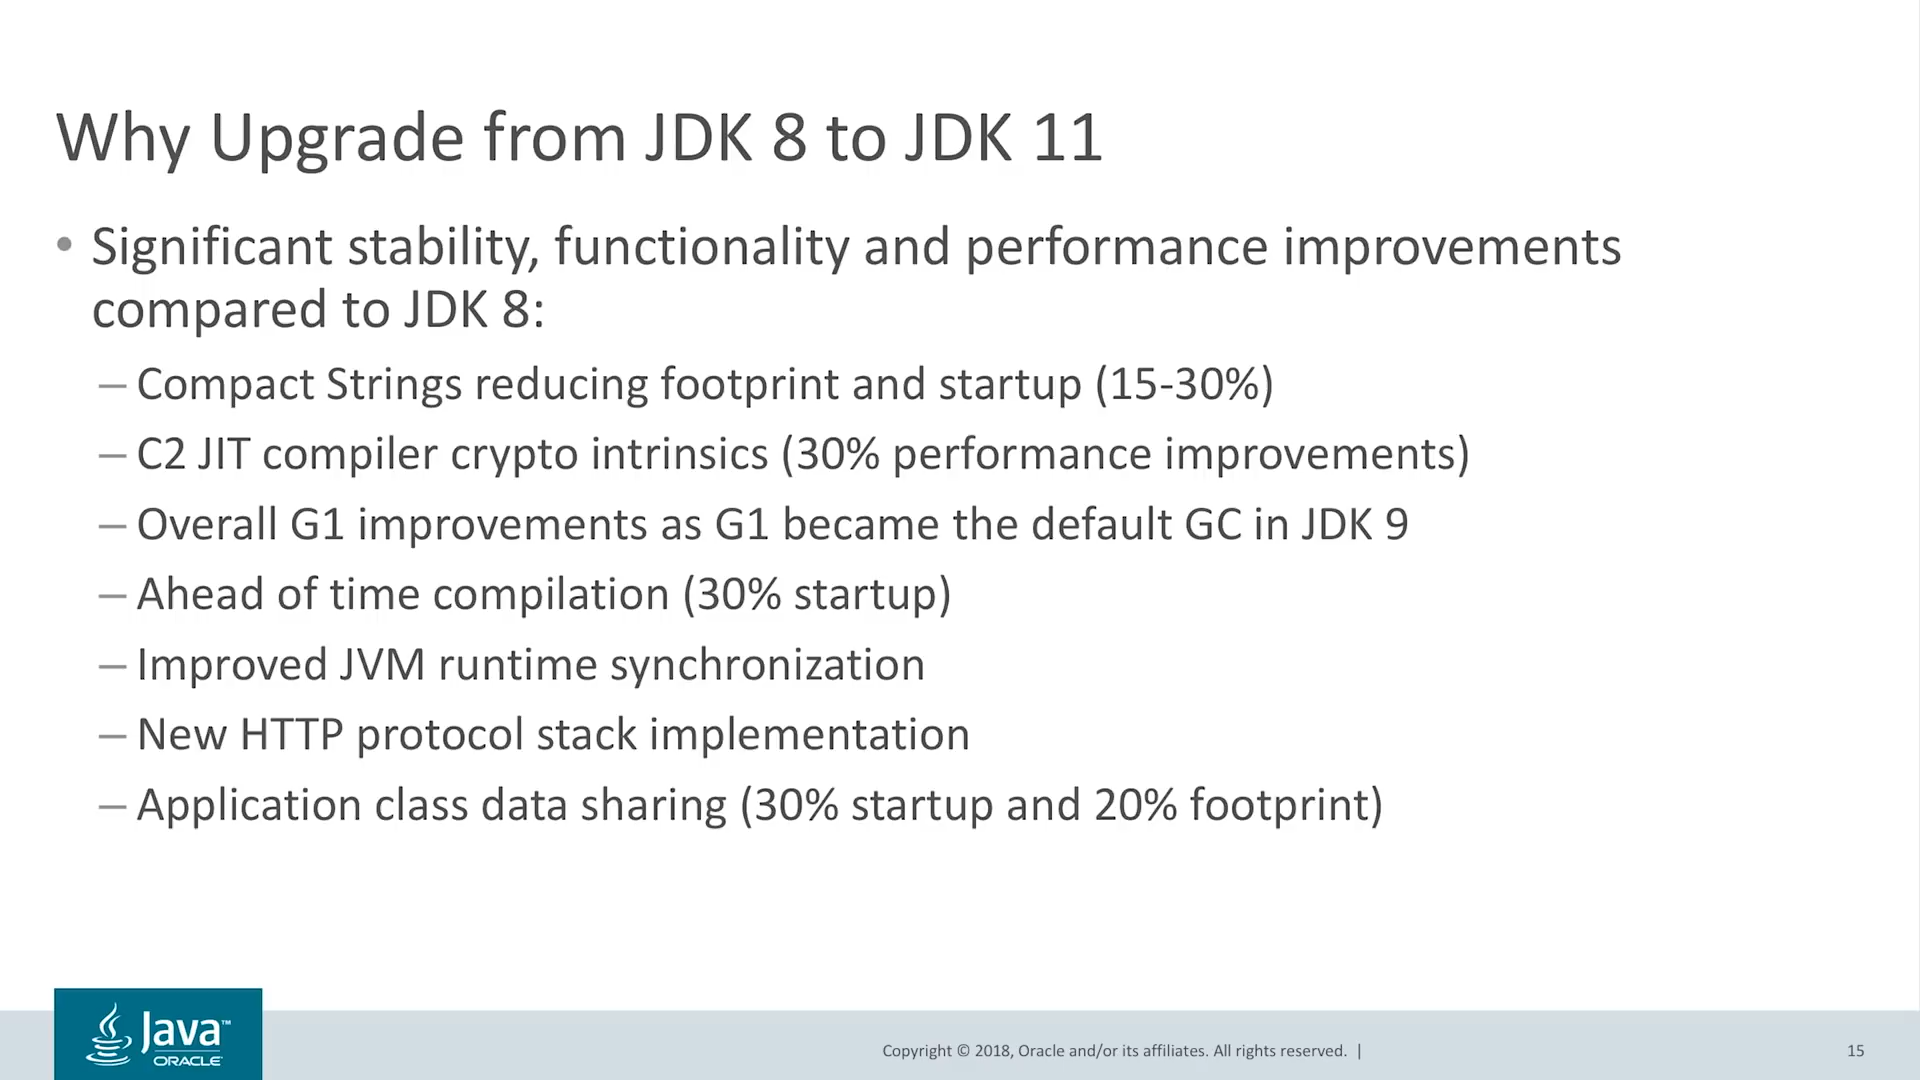 Why Upgrade from JDK 8 to JDK 11
• Significant stability, functionality and performance improvements
compared to JDK 8:
– Compact Strings reducing footprint and startup (15-30%)
– C2 JIT compiler crypto intrinsics (30% performance improvements)
– Overall G1 improvements as G1 became the default GC in JDK 9
– Ahead of time compilation (30% startup)
– Improved JVM runtime synchronization
– New HTTP protocol stack implementation
– Application class data sharing (30% startup and 20% footprint)
Java™
ORACLE
Copyright © 2018, Oracle and/or its affiliates. All rights reserved. |
15